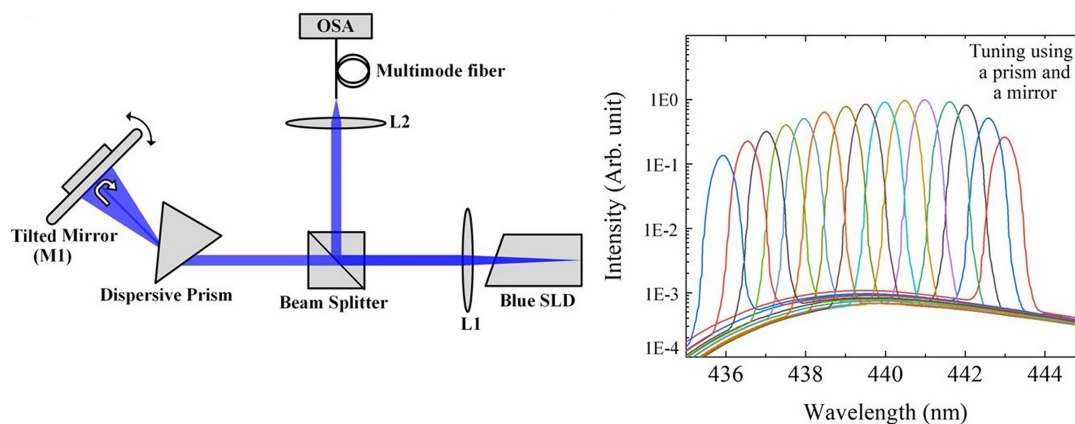 OSA
Multimode fiber
L2
Tilted Mirror
(M1)
Dispersive Prism
Beam Splitter
L1
Blue SLD
Tuning using
a prism and
a mirror
Intensity (Arb. unit)
1E0
1E-1
1E-2
1E-3
1E-4
436 438 440 442 444
Wavelength (nm)